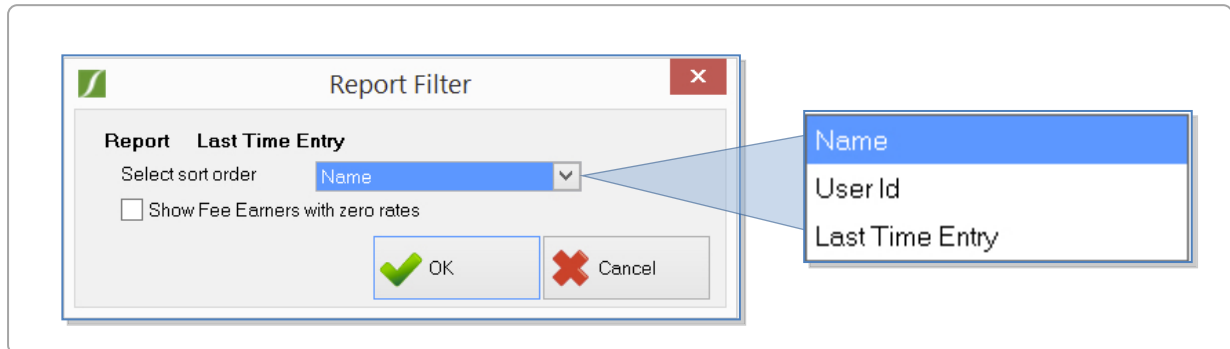 Report Filter
Report Last Time Entry
Select sort order Name
Show Fee Earners with zero rates
OK Cancel
Name
User Id
Last Time Entry